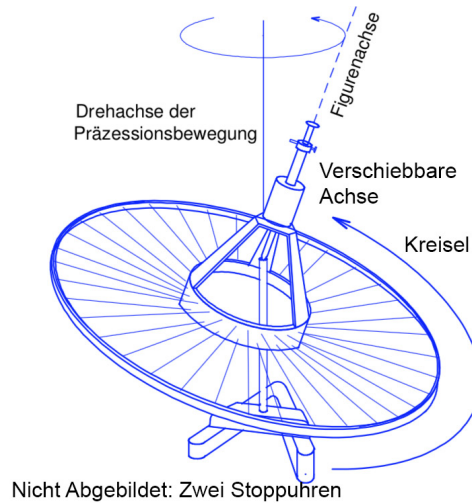 Figurenachse
Drehachse der
Präzessionsbewegung
Verschiebbare
Achse
Kreisel
Nicht Abgebildet: Zwei Stoppuhren